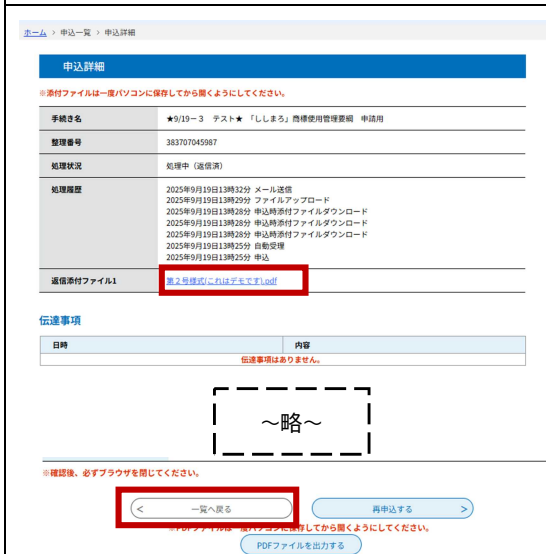 ホーム > 申込一覧 > 申込詳細
申込詳細
※添付ファイルは一度パソコンに保存してから開くようにしてください。
手続き名 ★9/19－3 テスト★ 「ししまろ」商標使用管理要綱 申請用
整理番号 383707045987
処理状況 処理中（返信済）
処理履歴 2025年9月19日13時32分 メール送信
2025年9月19日13時29分 ファイルアップロード
2025年9月19日13時28分 申込時添付ファイルダウンロード
2025年9月19日13時28分 申込時添付ファイルダウンロード
2025年9月19日13時28分 申込時添付ファイルダウンロード
2025年9月19日13時25分 自動受理
2025年9月19日13時25分 申込
返信添付ファイル1 第２号様式(これはデモです).pdf
伝達事項
日時 内容
伝達事項はありません。
～略～
※確認後、必ずブラウザを閉じてください。
< 一覧へ戻る 再申込する >
※PDFファイルは一度パソコンに保存してから開くようにしてください。
PDFファイルを出力する